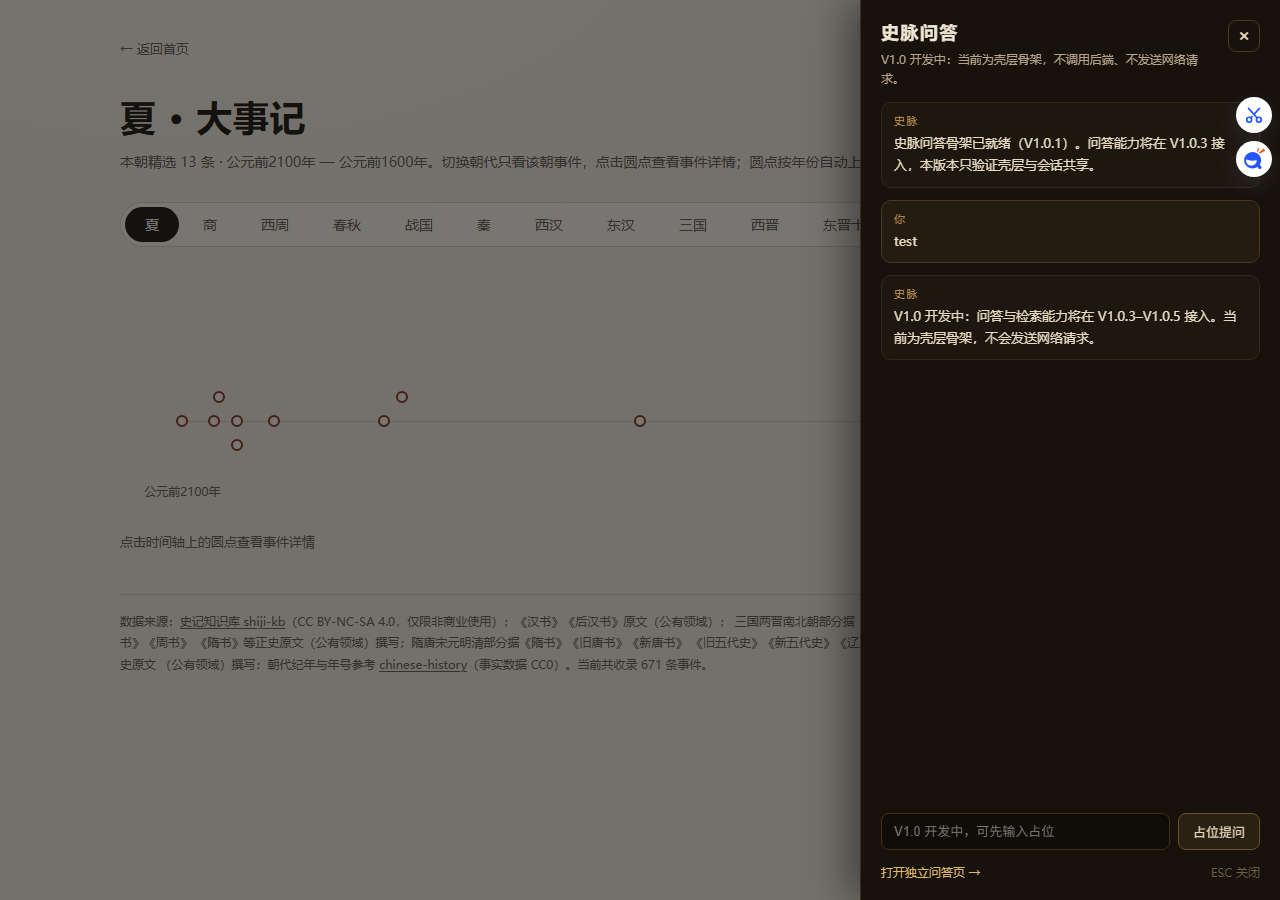 ← 返回首页
夏 · 大事记
本朝精选 13 条 · 公元前2100年 — 公元前1600年。切换朝代只看该朝事件，点击圆点查看事件详情；圆点按年份自动上
夏 商 西周 春秋 战国 秦 西汉 东汉 三国 西晋 东晋十
公元前2100年
点击时间轴上的圆点查看事件详情
数据来源：史记知识库 shiji-kb（CC BY-NC-SA 4.0，仅限非商业使用）；《汉书》《后汉书》原文（公有领域）； 三国两晋南北朝部分据
书》《周书》 《隋书》等正史原文（公有领域）撰写；隋唐宋元明清部分据《隋书》《旧唐书》《新唐书》 《旧五代史》《新五代史》《辽
史原文 （公有领域）撰写；朝代纪年与年号参考 chinese-history（事实数据 CC0）。当前共收录 671 条事件。
史脉问答
×
V1.0 开发中：当前为壳层骨架，不调用后端、不发送网络请
求。
史脉
史脉问答骨架已就绪（V1.0.1）。问答能力将在 V1.0.3 接
入，本版本只验证壳层与会话共享。
你
test
史脉
V1.0 开发中：问答与检索能力将在 V1.0.3–V1.0.5 接入。当
前为壳层骨架，不会发送网络请求。
V1.0 开发中，可先输入占位
占位提问
打开独立问答页 →
ESC 关闭